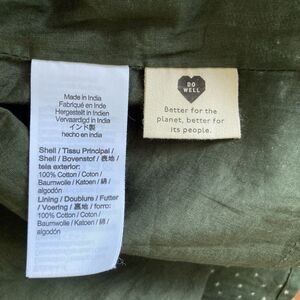 Made in India
Fabriqué en Inde
Hergestellt in Indien
Vervaardigd in India
インド製
hecho en India
Shell / Tissu Principal /
Shell / Bovenstof / 表地 /
tela exterior:
100% Cotton / Coton /
Baumwolle / Katoen / 綿 /
algodón
Lining / Doublure / Futter
/ Voering / 裏地 / forro:
100% Cotton / Coton /
Baumwolle / Katoen / 綿 /
algodón
DO
WELL
Better for the
planet, better for
its people.